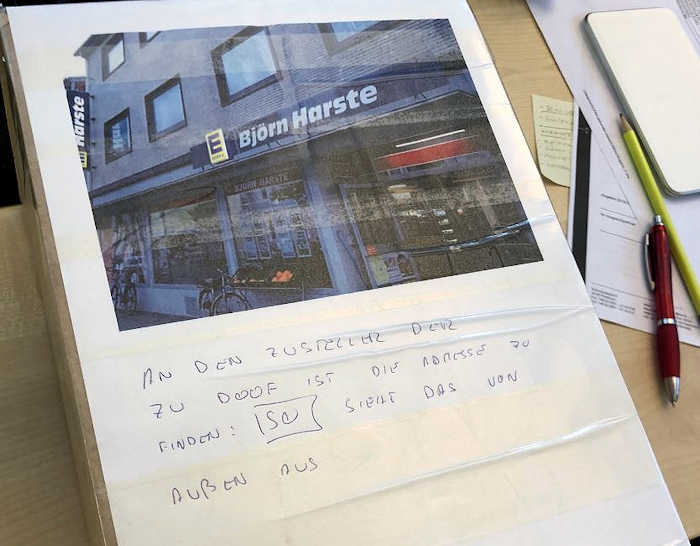 Björn Harste
Harste
BJÖRN HARSTE
AN DEN ZUSTELLER DER
ZU DOOF IST DIE ADRESSE ZU
FINDEN: SO SIEHT DAS VON
AUßEN AUS